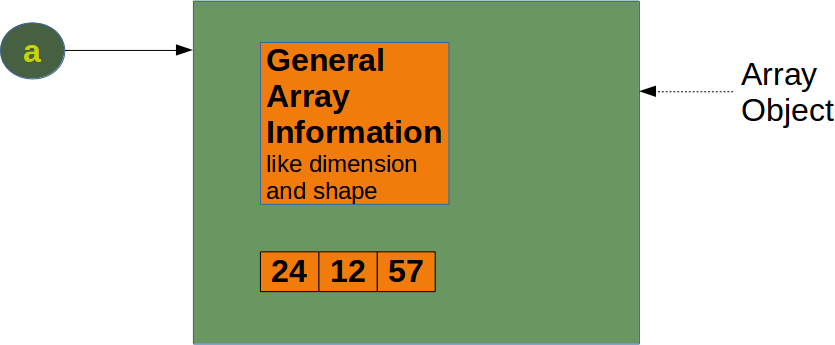 a
General
Array
Information
like dimension
and shape
Array
Object
24 12 57